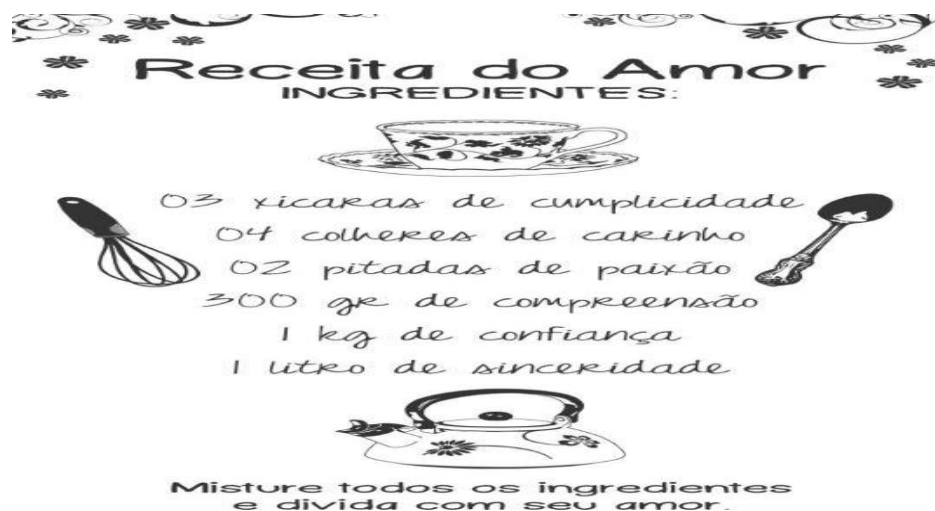 Receita do Amor
INGREDIENTES:
03 xicaras de cumplicidade
04 colheres de carinho
02 pitadas de paixão
300 gr de compreensão
1 kg de confiança
1 litro de sinceridade
Misture todos os ingredientes
e divida com seu amor.